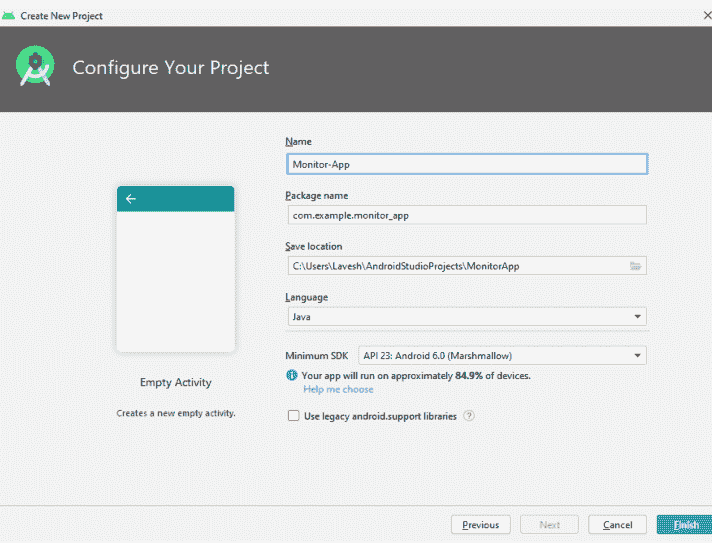 Create New Project
Configure Your Project
Name
Monitor-App
Package name
com.example.monitor_app
Save location
C:\Users\Lavesh\AndroidStudioProjects\MonitorApp
Language
Java
Minimum SDK API 23: Android 6.0 (Marshmallow)
Your app will run on approximately 84.9% of devices.
Help me choose
Use legacy android.support libraries ?
Empty Activity
Creates a new empty activity.
Previous Next Cancel Finish